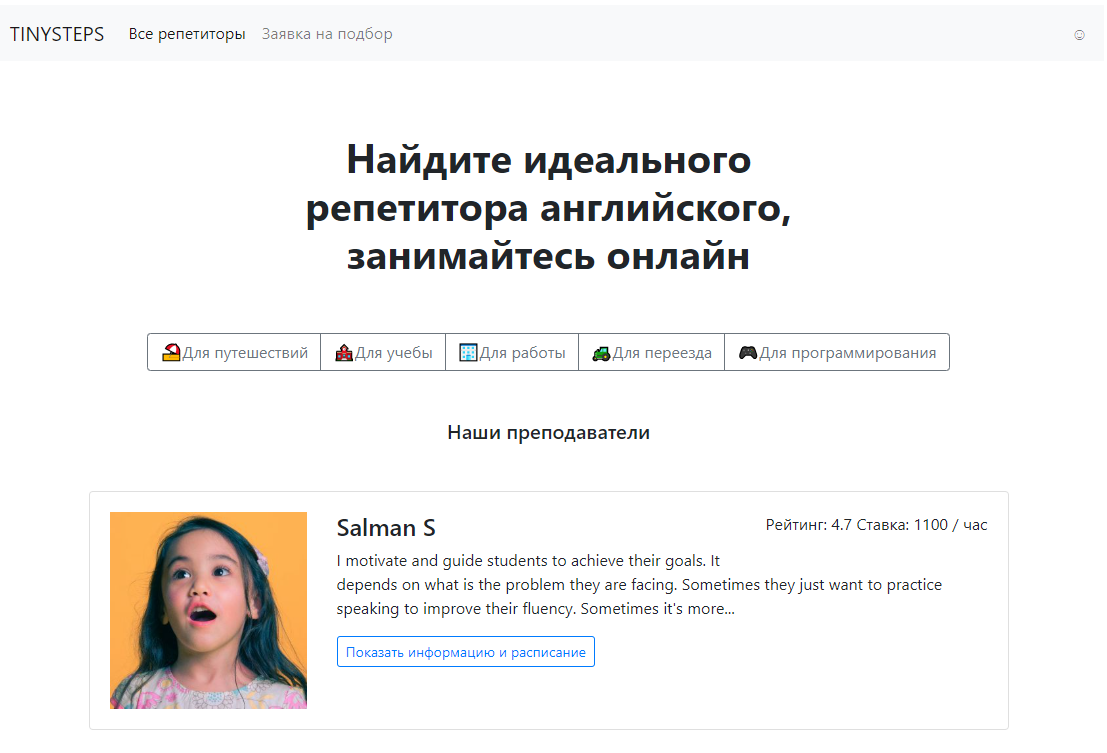 TINYSTEPS Все репетиторы Заявка на подбор ☺
Найдите идеального
репетитора английского,
занимайтесь онлайн
Для путешествий Для учебы Для работы Для переезда Для программирования
Наши преподаватели
Salman S
Рейтинг: 4.7 Ставка: 1100 / час
I motivate and guide students to achieve their goals. It
depends on what is the problem they are facing. Sometimes they just want to practice
speaking to improve their fluency. Sometimes it's more...
Показать информацию и расписание